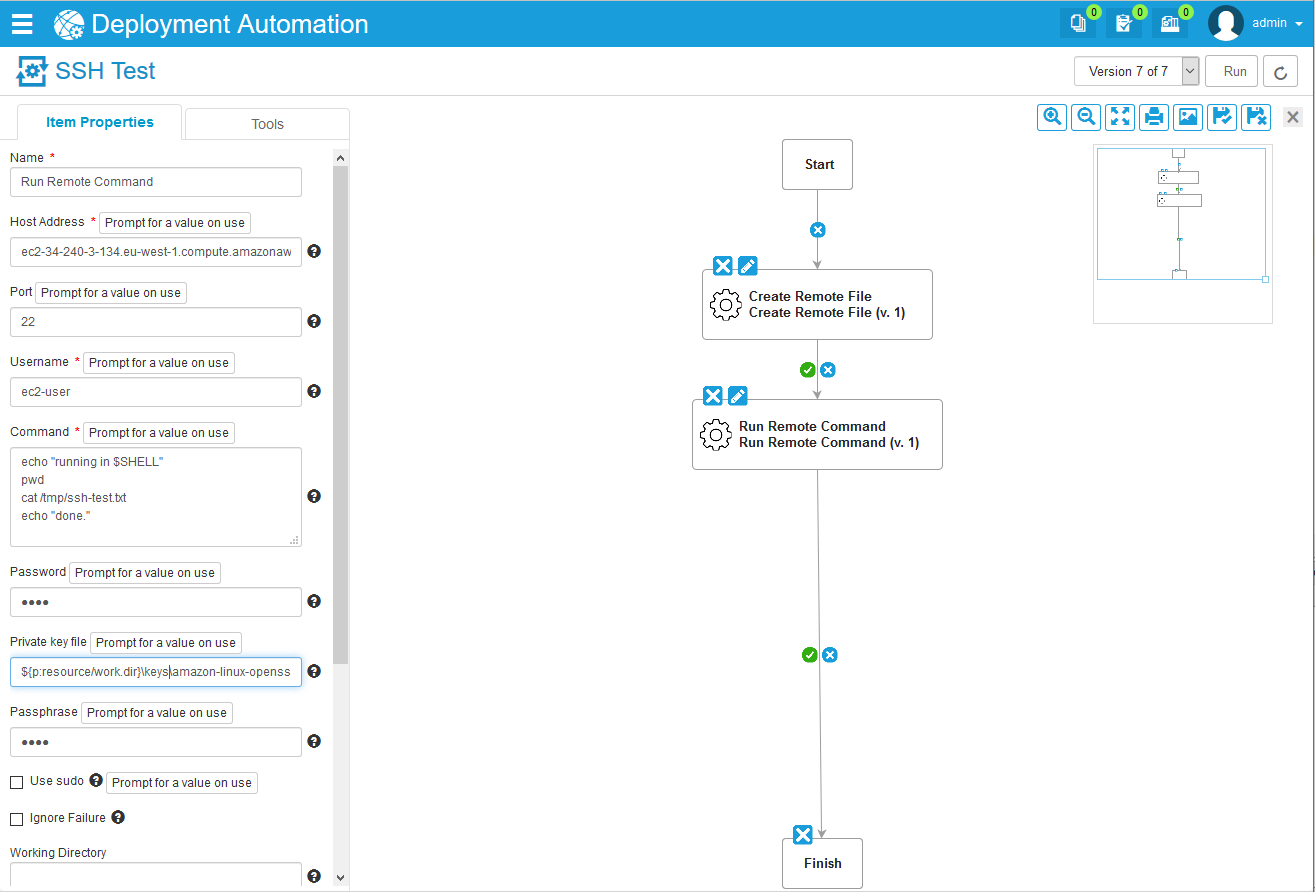 Deployment Automation
0
0
0
admin
SSH Test
Version 7 of 7
Run
Item Properties
Tools
Name *
Run Remote Command
Host Address * Prompt for a value on use
ec2-34-240-3-134.eu-west-1.compute.amazonaw
Port Prompt for a value on use
22
Username * Prompt for a value on use
ec2-user
Command * Prompt for a value on use
echo "running in $SHELL"
pwd
cat /tmp/ssh-test.txt
echo "done."
Password Prompt for a value on use
Private key file Prompt for a value on use
${p:resource/work.dir}\keys\amazon-linux-openss
Passphrase Prompt for a value on use
Use sudo Prompt for a value on use
Ignore Failure
Working Directory
Start
Create Remote File
Create Remote File (v. 1)
Run Remote Command
Run Remote Command (v. 1)
Finish